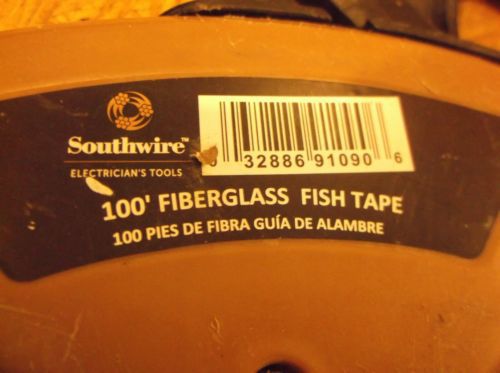 Southwire™
ELECTRICIAN'S TOOLS
32886 91090 6
100' FIBERGLASS FISH TAPE
100 PIES DE FIBRA GUÍA DE ALAMBRE